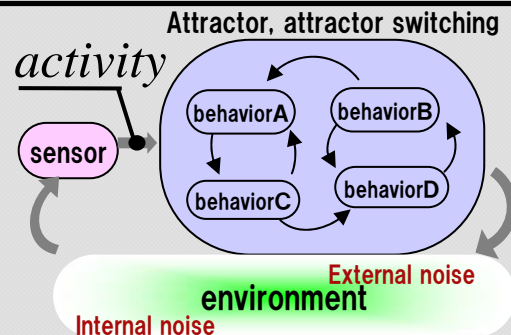 Attractor, attractor switching
activity
behaviorA
behaviorB
sensor
behaviorC
behaviorD
External noise
environment
Internal noise